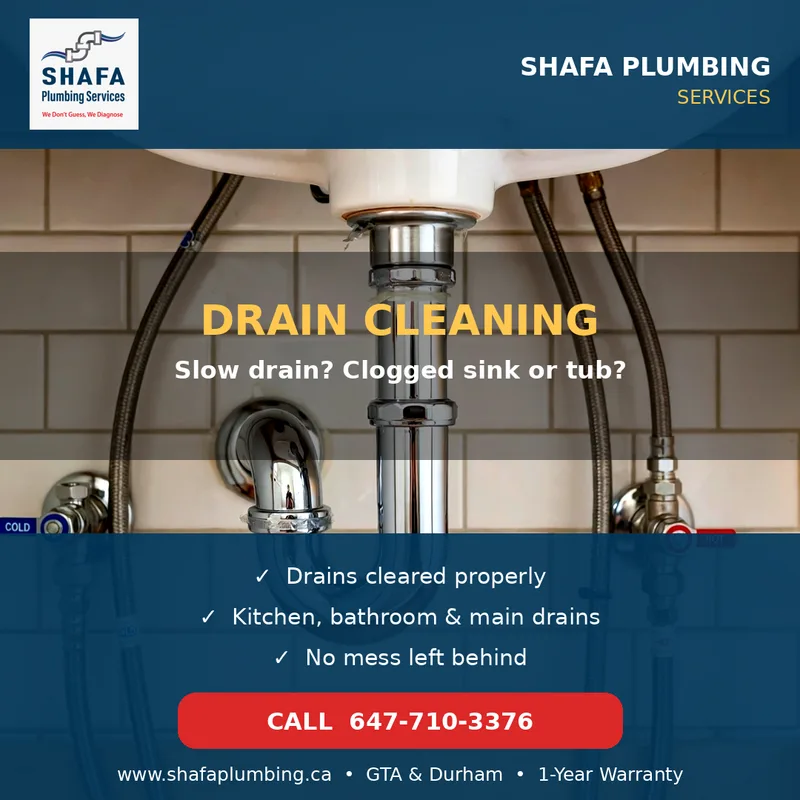 SHAFA
Plumbing Services
We Don't Guess, We Diagnose
SHAFA PLUMBING
SERVICES
DRAIN CLEANING
Slow drain? Clogged sink or tub?
COLD
HOT
✓ Drains cleared properly
✓ Kitchen, bathroom & main drains
✓ No mess left behind
CALL 647-710-3376
www.shafaplumbing.ca • GTA & Durham • 1-Year Warranty